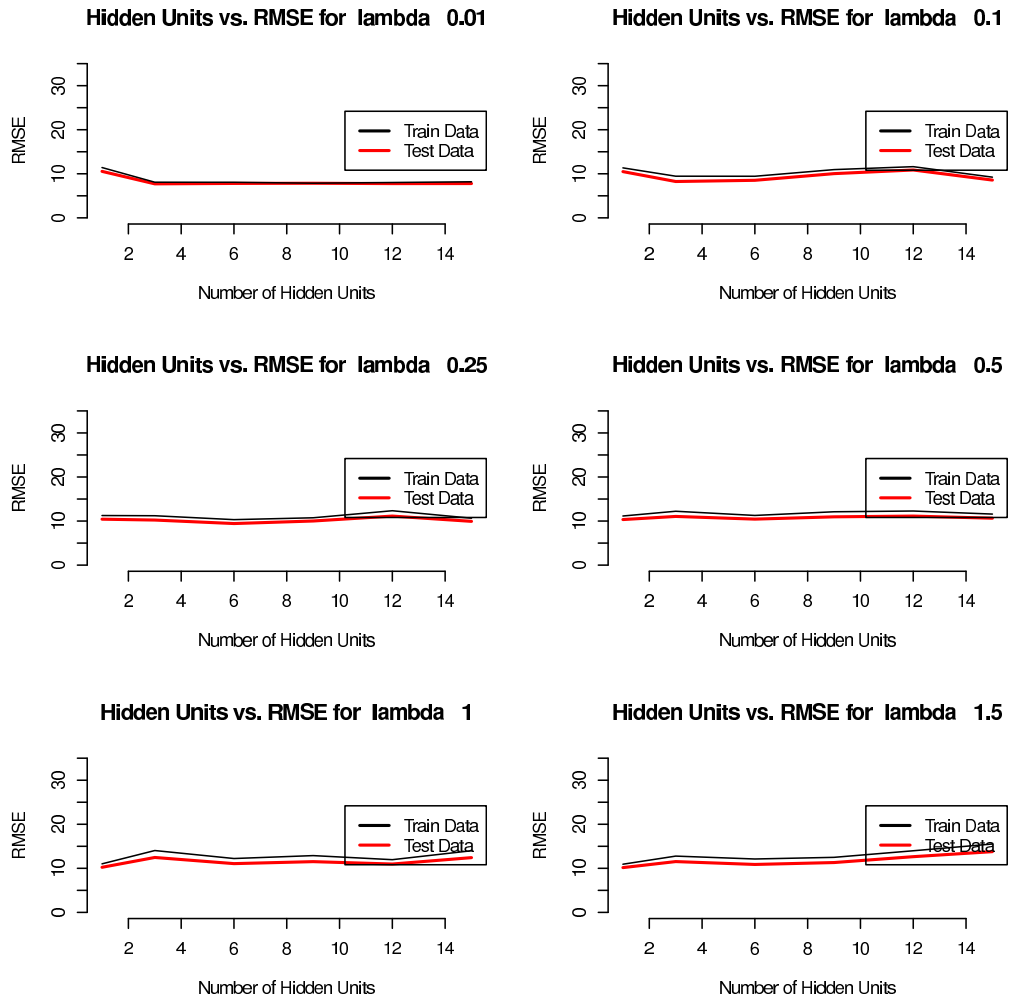 Hidden Units vs. RMSE for lambda 0.01
RMSE
0 10 20 30
Train Data
Test Data
2 4 6 8 10 12 14
Number of Hidden Units
Hidden Units vs. RMSE for lambda 0.1
RMSE
0 10 20 30
Train Data
Test Data
2 4 6 8 10 12 14
Number of Hidden Units
Hidden Units vs. RMSE for lambda 0.25
RMSE
0 10 20 30
Train Data
Test Data
2 4 6 8 10 12 14
Number of Hidden Units
Hidden Units vs. RMSE for lambda 0.5
RMSE
0 10 20 30
Train Data
Test Data
2 4 6 8 10 12 14
Number of Hidden Units
Hidden Units vs. RMSE for lambda 1
RMSE
0 10 20 30
Train Data
Test Data
2 4 6 8 10 12 14
Number of Hidden Units
Hidden Units vs. RMSE for lambda 1.5
RMSE
0 10 20 30
Train Data
Test Data
2 4 6 8 10 12 14
Number of Hidden Units